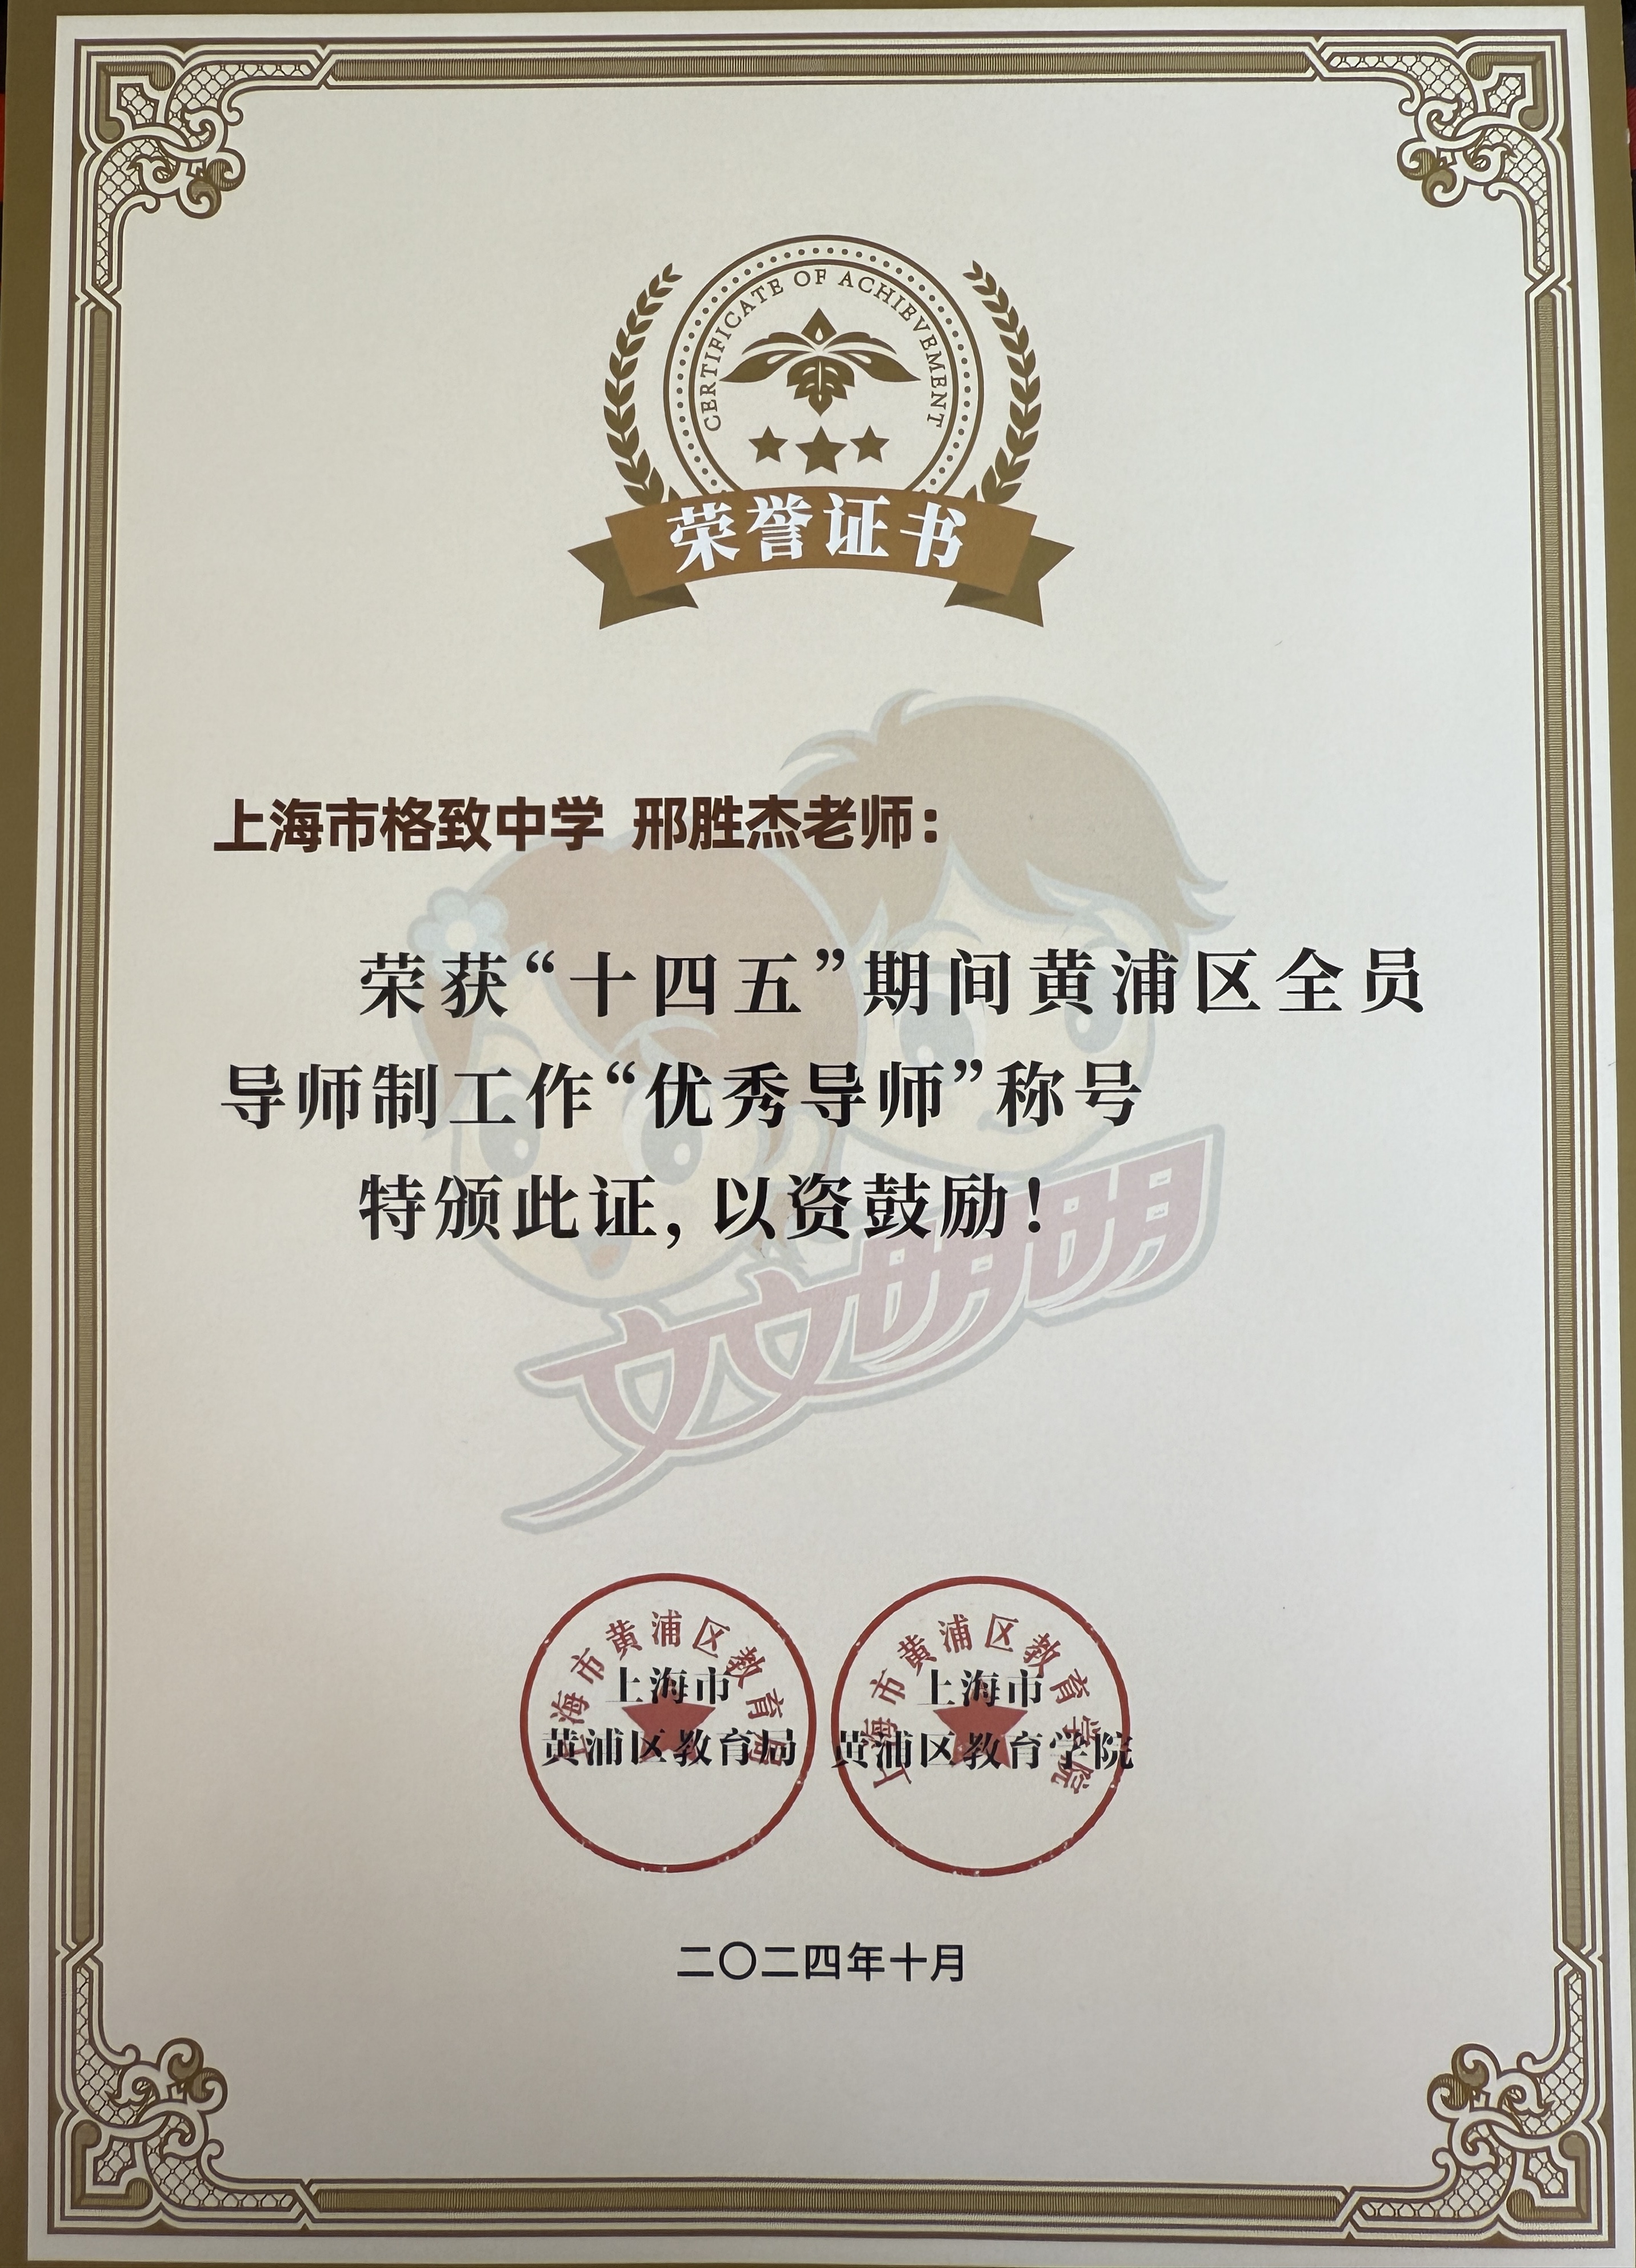 CERTIFICATE OF ACHIEVEMENT
荣誉证书
上海市格致中学 邢胜杰老师：
荣获“十四五”期间黄浦区全员
导师制工作“优秀导师”称号
特颁此证，以资鼓励！
文文明明
上海市黄浦区教育局
上海市
黄浦区教育局
上海市黄浦区教育学院
上海市
黄浦区教育学院
二〇二四年十月